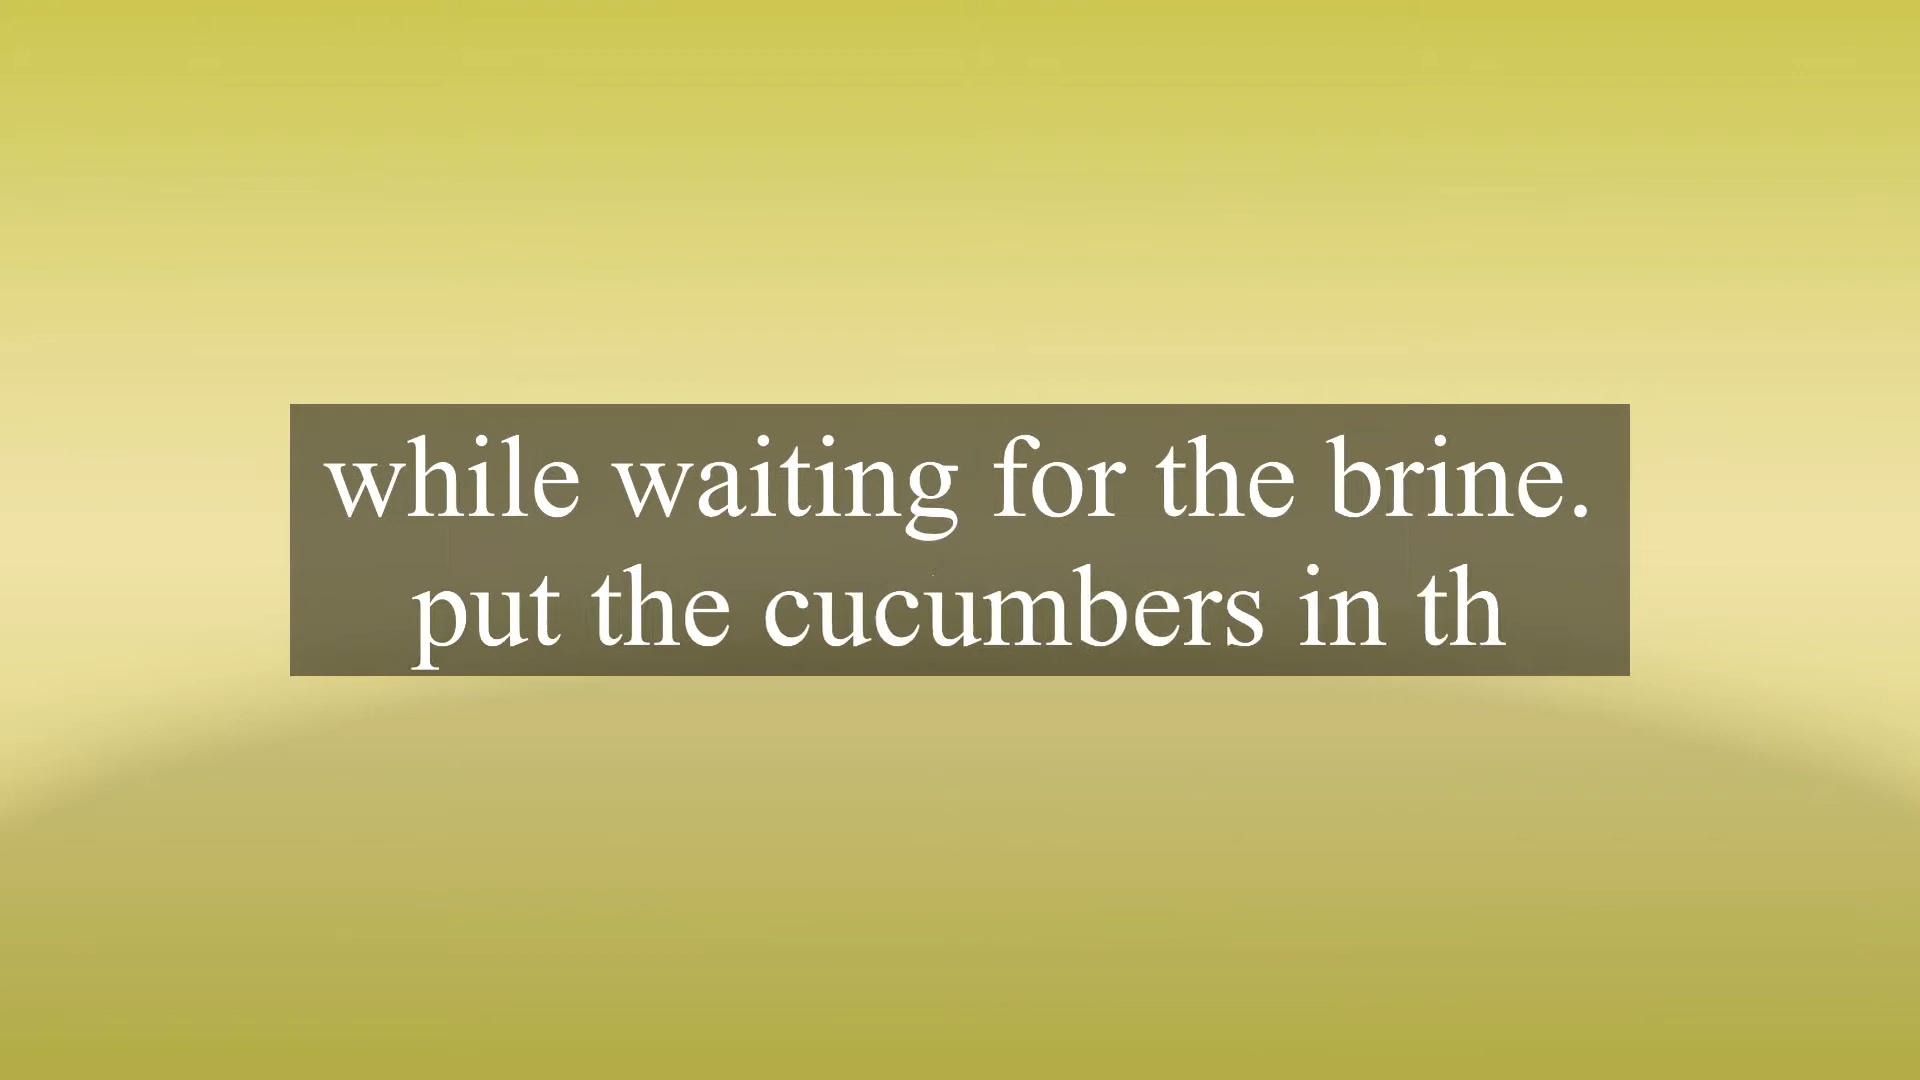 while waiting for the brine.
put the cucumbers in th